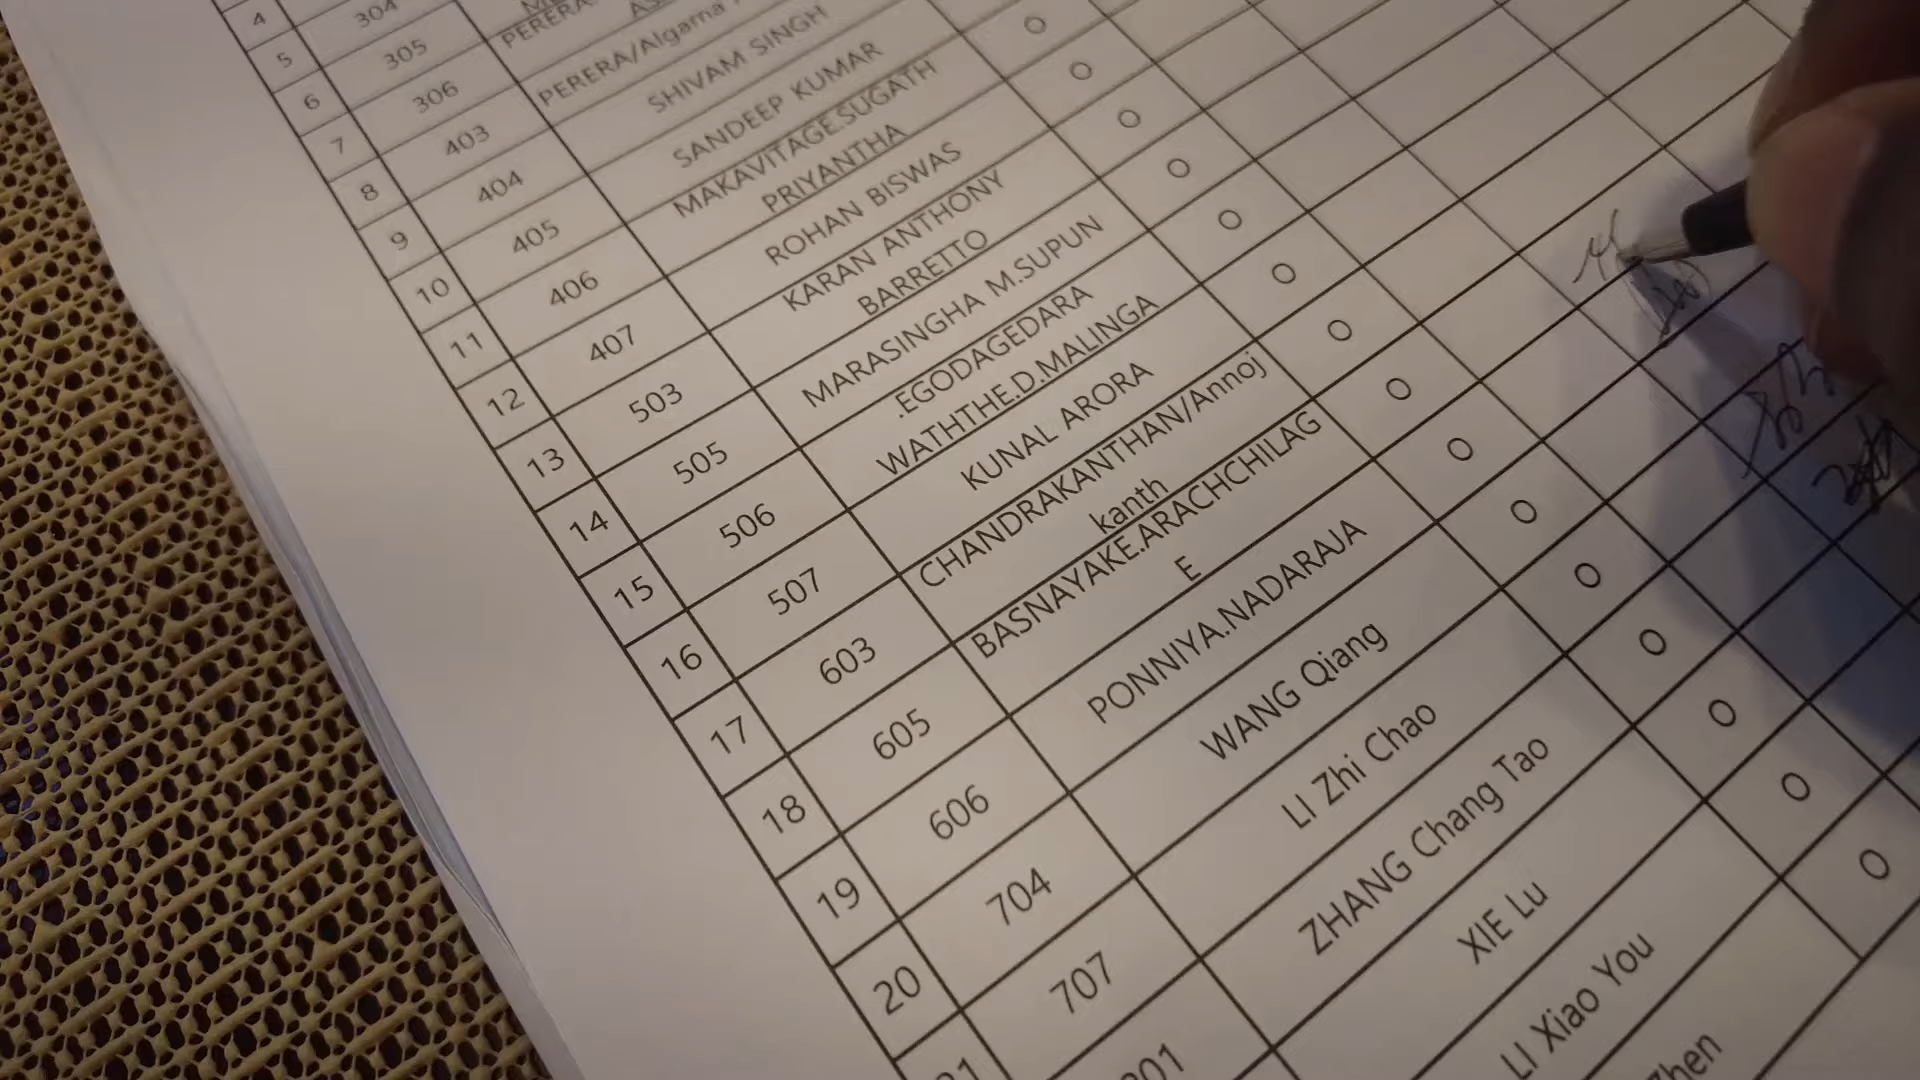 4
5 304
6 305
7 306 PERERA
8 403 PERERA/Algama
9 404 SHIVAM SINGH
10 405 SANDEEP KUMAR
11 406 MAKAVITAGE.SUGATH O
PRIYANTHA
12 407 ROHAN BISWAS O
13 503 KARAN ANTHONY O
BARRETTO
14 505 MARASINGHA M.SUPUN O
15 506 .EGODAGEDARA O
WATHTHE.D.MALINGA
16 507 KUNAL ARORA O
17 603 CHANDRAKANTHAN/Annoj O
kanth
18 605 BASNAYAKE.ARACHCHILAG O
E
19 606 PONNIYA.NADARAJA O
20 704 WANG Qiang O
707 LI Zhi Chao O
ZHANG Chang Tao O
XIE Lu O
LI Xiao You O
O